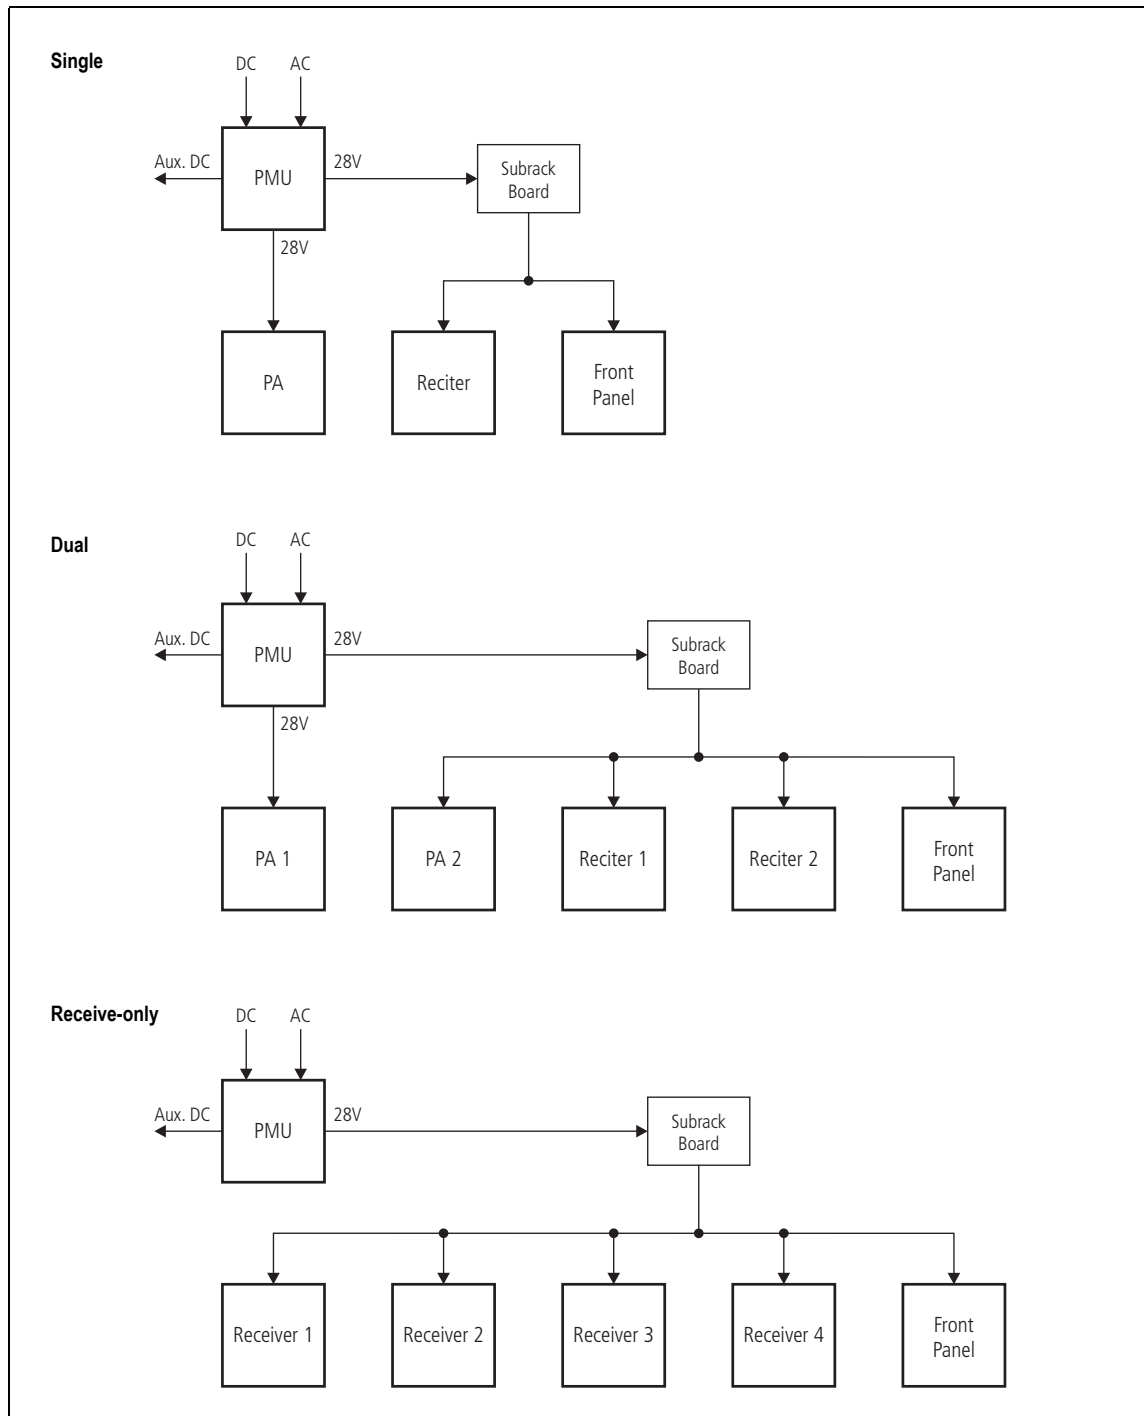 Single
DC AC
Aux. DC
PMU
28V
Subrack
Board
28V
PA
Reciter
Front
Panel
Dual
DC AC
Aux. DC
PMU
28V
Subrack
Board
28V
PA 1
PA 2
Reciter 1
Reciter 2
Front
Panel
Receive-only
DC AC
Aux. DC
PMU
28V
Subrack
Board
Receiver 1
Receiver 2
Receiver 3
Receiver 4
Front
Panel